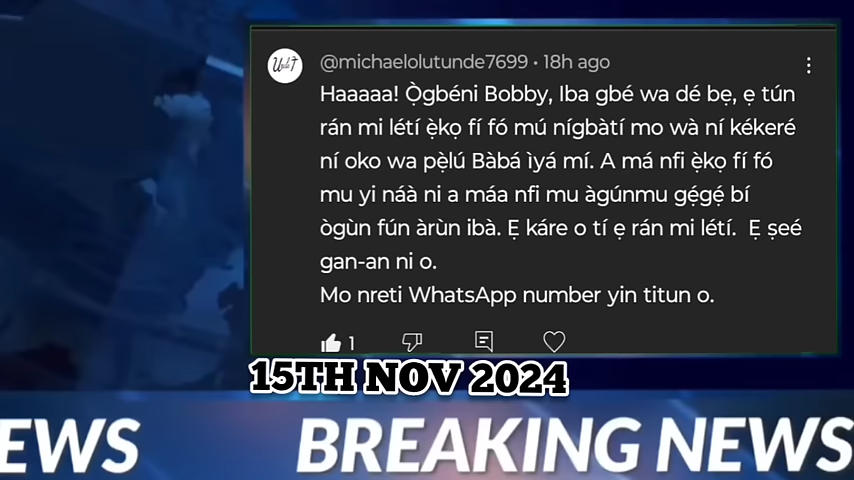 @michaelolutunde7699 • 18h ago
Haaaaa! Ọ̀gbéni Bobby, Iba gbé wa dé bẹ, ẹ tún
rán mi létí ẹ̀kọ fí fó mú nígbàtí mo wà ní kékeré
ní oko wa pẹ̀lú Bàbá ìyá mí. A má nfi ẹ̀kọ fí fó
mu yi náà ni a máa nfi mu àgúnmu gẹ́gẹ́ bí
ògùn fún àrùn ibà. Ẹ káre o tí ẹ rán mi létí. Ẹ ṣeé
gan-an ni o.
Mo nreti WhatsApp number yin titun o.
1
15TH NOV 2024
EWS BREAKING NEWS